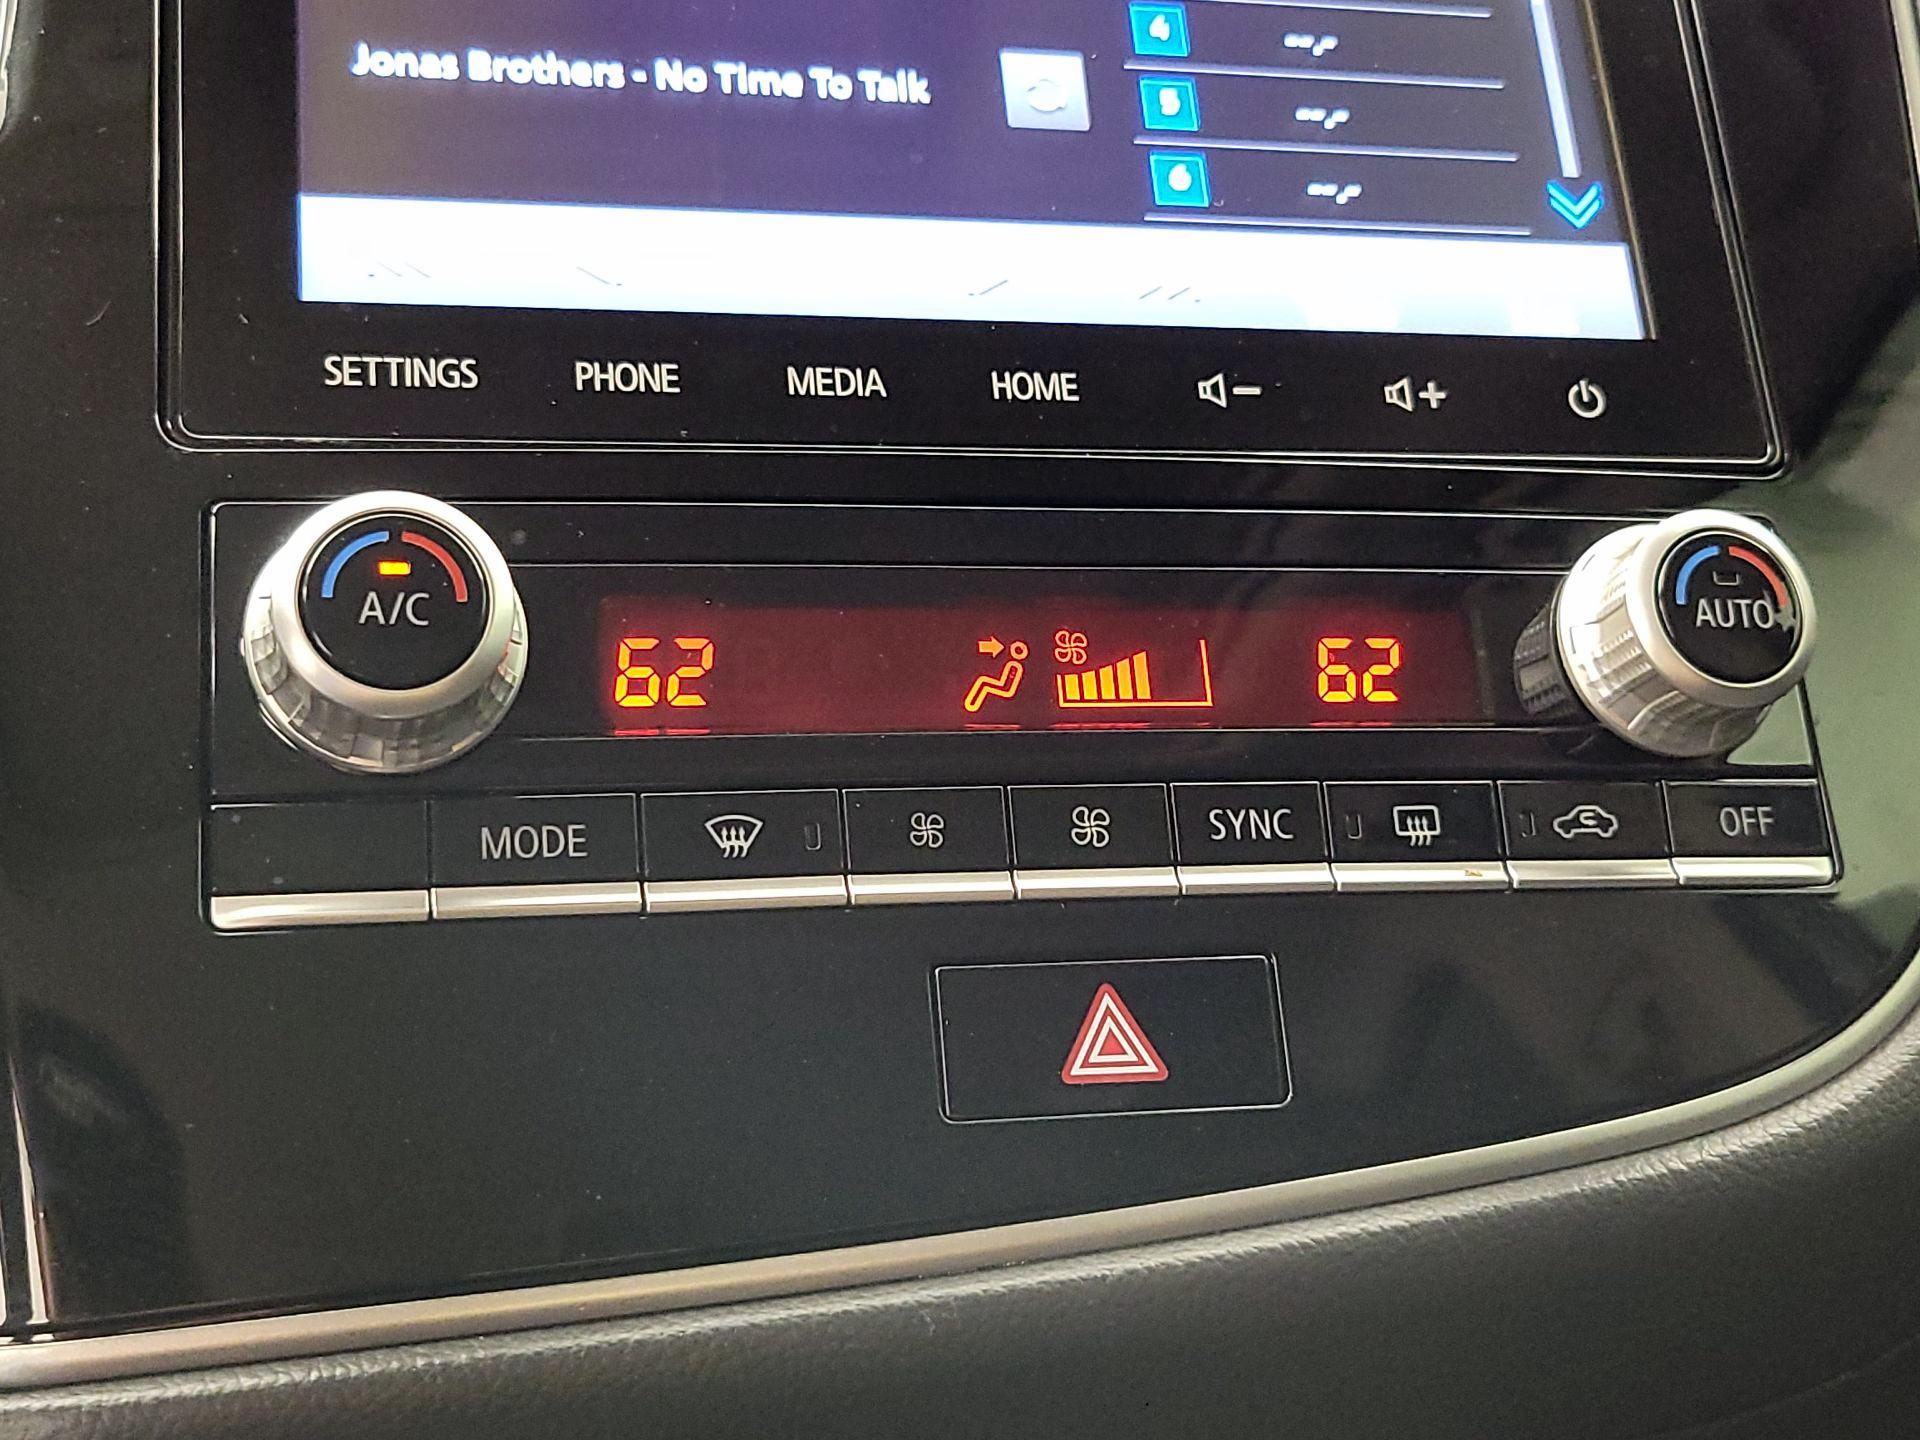 Jonas Brothers - No Time To Talk
4 --.-
5 --.-
6 --.-
SETTINGS PHONE MEDIA HOME
A/C
62 62
AUTO
MODE SYNC OFF